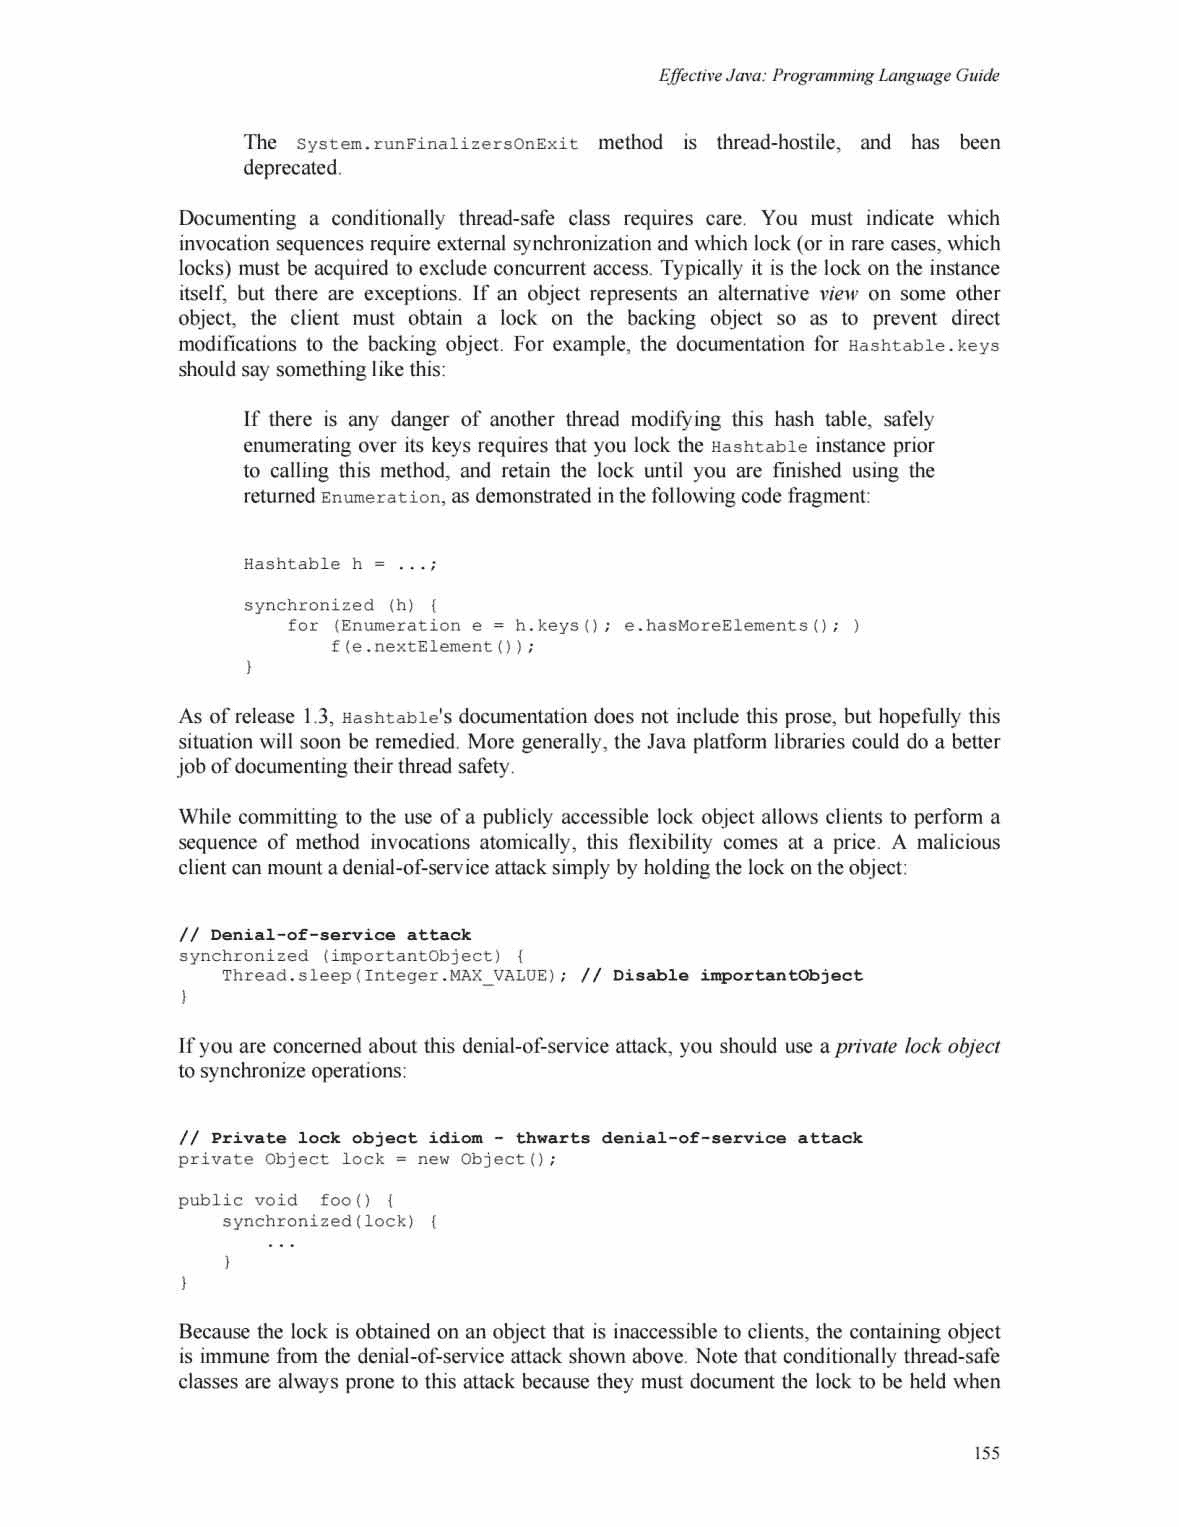 Effective Java: Programming Language Guide
The System.runFinalizersOnExit method is thread-hostile, and has been
deprecated.
Documenting a conditionally thread-safe class requires care. You must indicate which
invocation sequences require external synchronization and which lock (or in rare cases, which
locks) must be acquired to exclude concurrent access. Typically it is the lock on the instance
itself, but there are exceptions. If an object represents an alternative view on some other
object, the client must obtain a lock on the backing object so as to prevent direct
modifications to the backing object. For example, the documentation for Hashtable.keys
should say something like this:
If there is any danger of another thread modifying this hash table, safely
enumerating over its keys requires that you lock the Hashtable instance prior
to calling this method, and retain the lock until you are finished using the
returned Enumeration, as demonstrated in the following code fragment:
Hashtable h = ...;
synchronized (h) {
    for (Enumeration e = h.keys(); e.hasMoreElements(); )
        f(e.nextElement());
}
As of release 1.3, Hashtable's documentation does not include this prose, but hopefully this
situation will soon be remedied. More generally, the Java platform libraries could do a better
job of documenting their thread safety.
While committing to the use of a publicly accessible lock object allows clients to perform a
sequence of method invocations atomically, this flexibility comes at a price. A malicious
client can mount a denial-of-service attack simply by holding the lock on the object:
// Denial-of-service attack
synchronized (importantObject) {
    Thread.sleep(Integer.MAX_VALUE); // Disable importantObject
}
If you are concerned about this denial-of-service attack, you should use a private lock object
to synchronize operations:
// Private lock object idiom - thwarts denial-of-service attack
private Object lock = new Object();
public void  foo() {
    synchronized(lock) {
        ...
    }
}
Because the lock is obtained on an object that is inaccessible to clients, the containing object
is immune from the denial-of-service attack shown above. Note that conditionally thread-safe
classes are always prone to this attack because they must document the lock to be held when
155